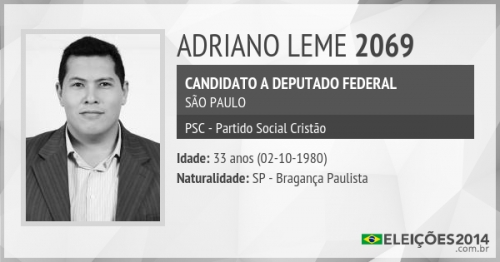 ADRIANO LEME 2069
CANDIDATO A DEPUTADO FEDERAL
SÃO PAULO
PSC - Partido Social Cristão
Idade: 33 anos (02-10-1980)
Naturalidade: SP - Bragança Paulista
ELEIÇÕES2014
.com.br